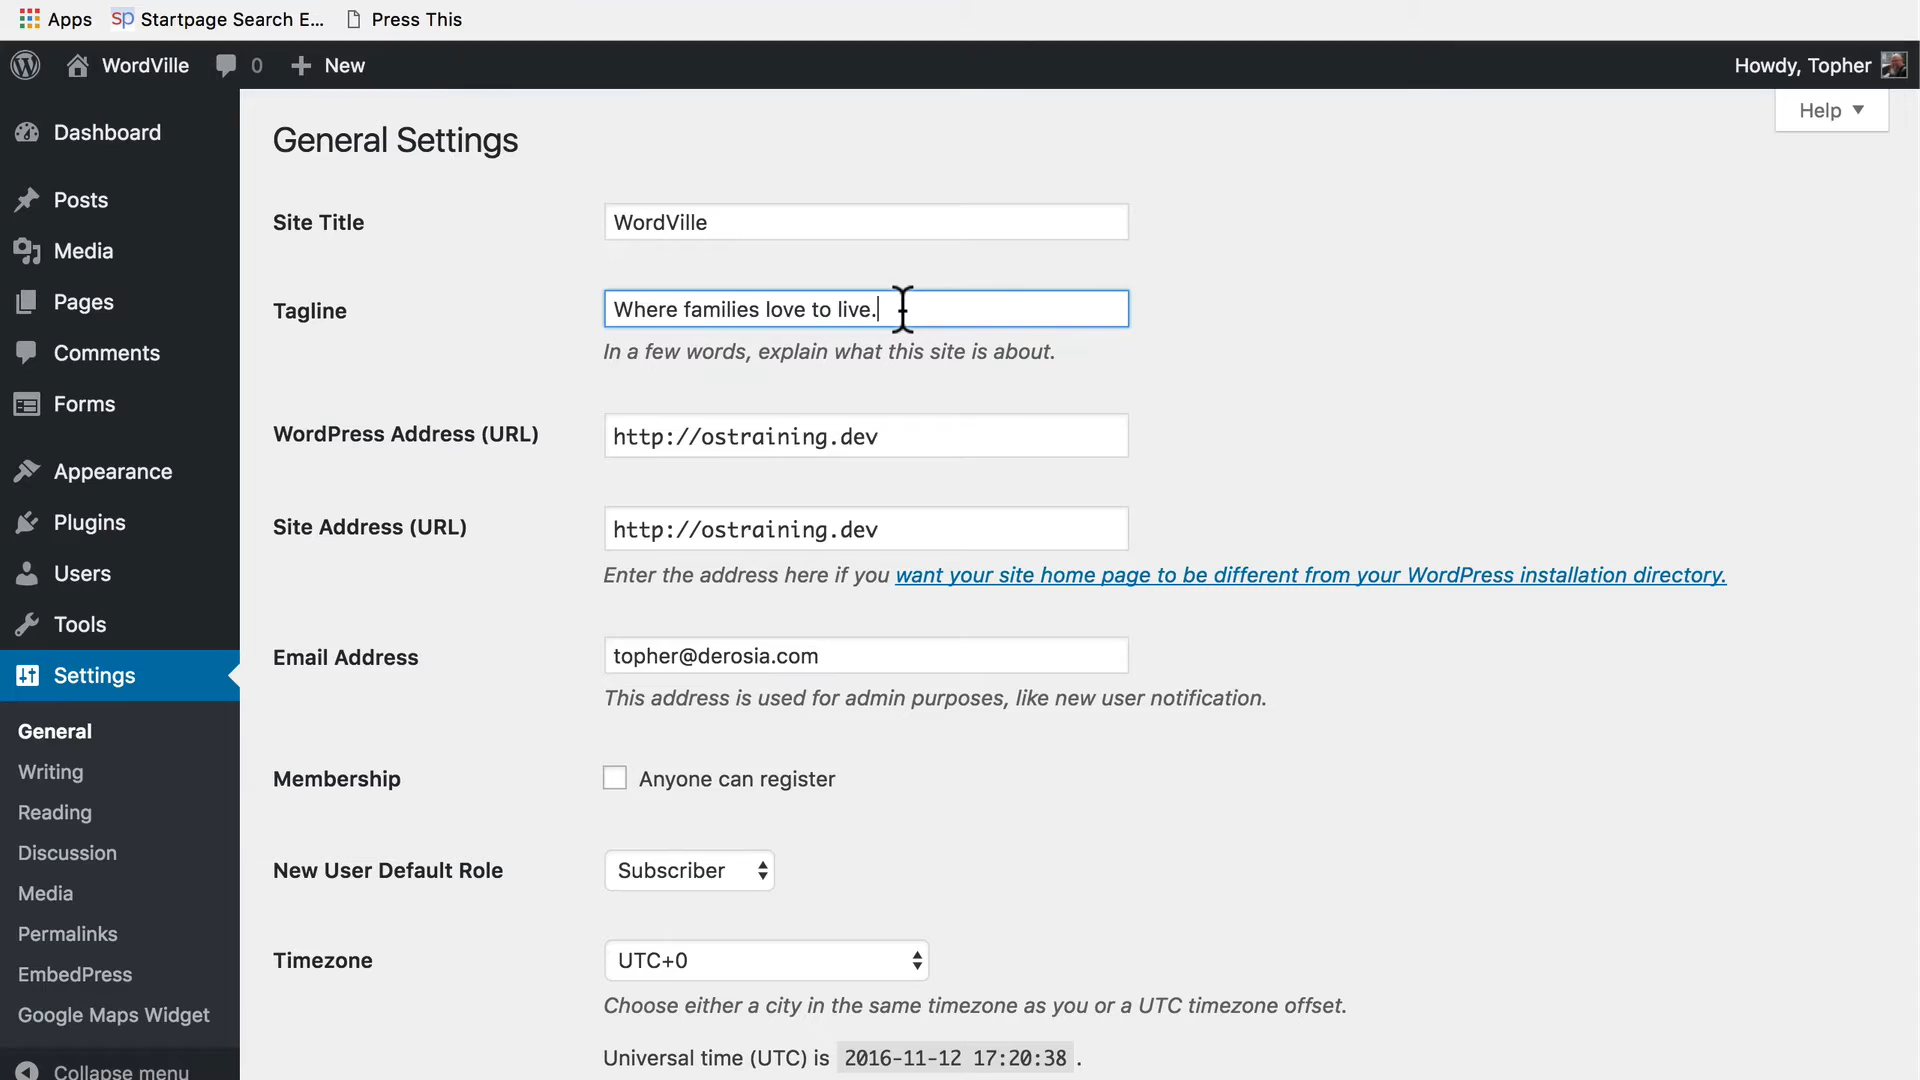 Apps
Startpage Search E...
Press This
WordVille
0
New
Howdy, Topher
Help
Dashboard
Posts
Media
Pages
Comments
Forms
Appearance
Plugins
Users
Tools
Settings
General
Writing
Reading
Discussion
Media
Permalinks
EmbedPress
Google Maps Widget
Collapse menu
General Settings
Site Title
WordVille
Tagline
Where families love to live.
In a few words, explain what this site is about.
WordPress Address (URL)
http://ostraining.dev
Site Address (URL)
http://ostraining.dev
Enter the address here if you want your site home page to be different from your WordPress installation directory.
Email Address
topher@derosia.com
This address is used for admin purposes, like new user notification.
Membership
Anyone can register
New User Default Role
Subscriber
Timezone
UTC+0
Choose either a city in the same timezone as you or a UTC timezone offset.
Universal time (UTC) is 2016-11-12 17:20:38 .